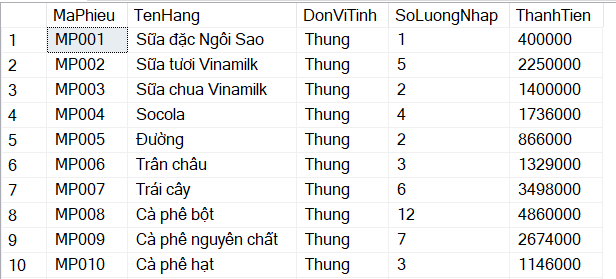 MaPhieu TenHang DonViTinh SoLuongNhap ThanhTien
1 MP001 Sữa đặc Ngôi Sao Thung 1 400000
2 MP002 Sữa tươi Vinamilk Thung 5 2250000
3 MP003 Sữa chua Vinamilk Thung 2 1400000
4 MP004 Socola Thung 4 1736000
5 MP005 Đường Thung 2 866000
6 MP006 Trân châu Thung 3 1329000
7 MP007 Trái cây Thung 6 3498000
8 MP008 Cà phê bột Thung 12 4860000
9 MP009 Cà phê nguyên chất Thung 7 2674000
10 MP010 Cà phê hạt Thung 3 1146000